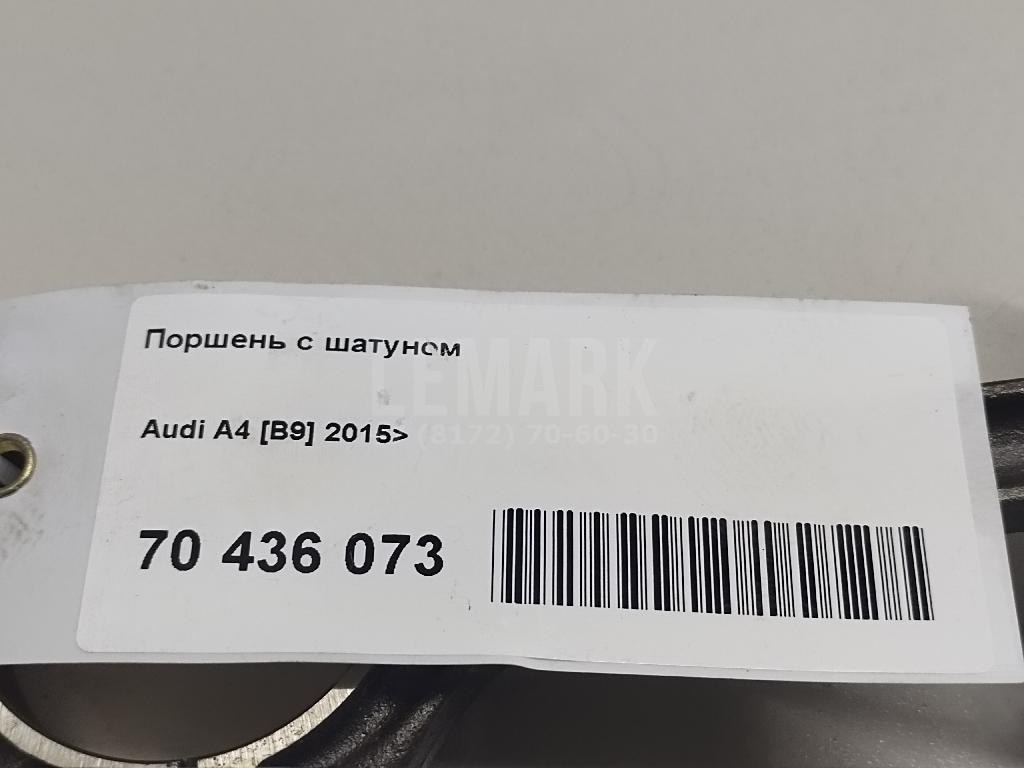 Поршень с шатуном
LEMARK
Audi A4 [B9] 2015>
(8172) 70-60-30
70 436 073